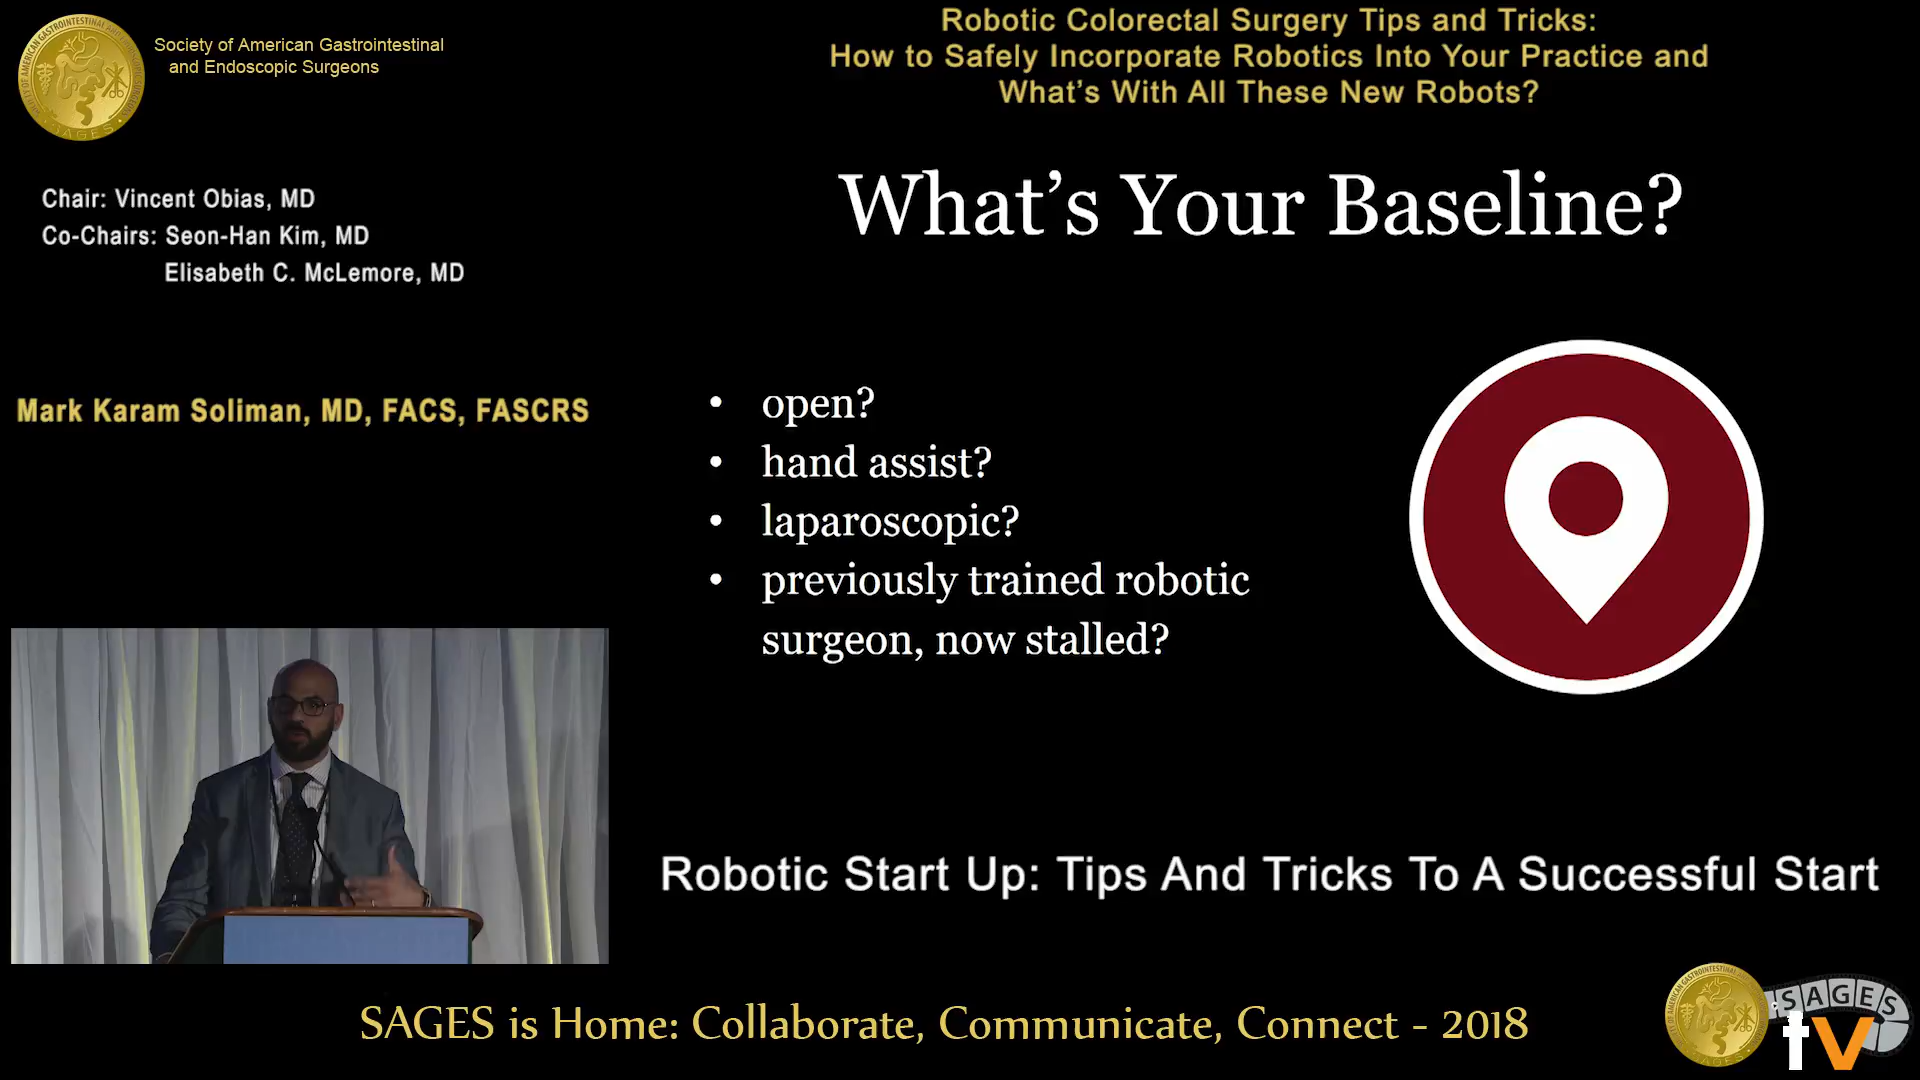 Society of American Gastrointestinal
and Endoscopic Surgeons
Robotic Colorectal Surgery Tips and Tricks:
How to Safely Incorporate Robotics Into Your Practice and
What's With All These New Robots?
Chair: Vincent Obias, MD
Co-Chairs: Seon-Han Kim, MD
Elisabeth C. McLemore, MD
Mark Karam Soliman, MD, FACS, FASCRS
What’s Your Baseline?
• open?
• hand assist?
• laparoscopic?
• previously trained robotic
surgeon, now stalled?
Robotic Start Up: Tips And Tricks To A Successful Start
SAGES is Home: Collaborate, Communicate, Connect - 2018
SAGES
tv